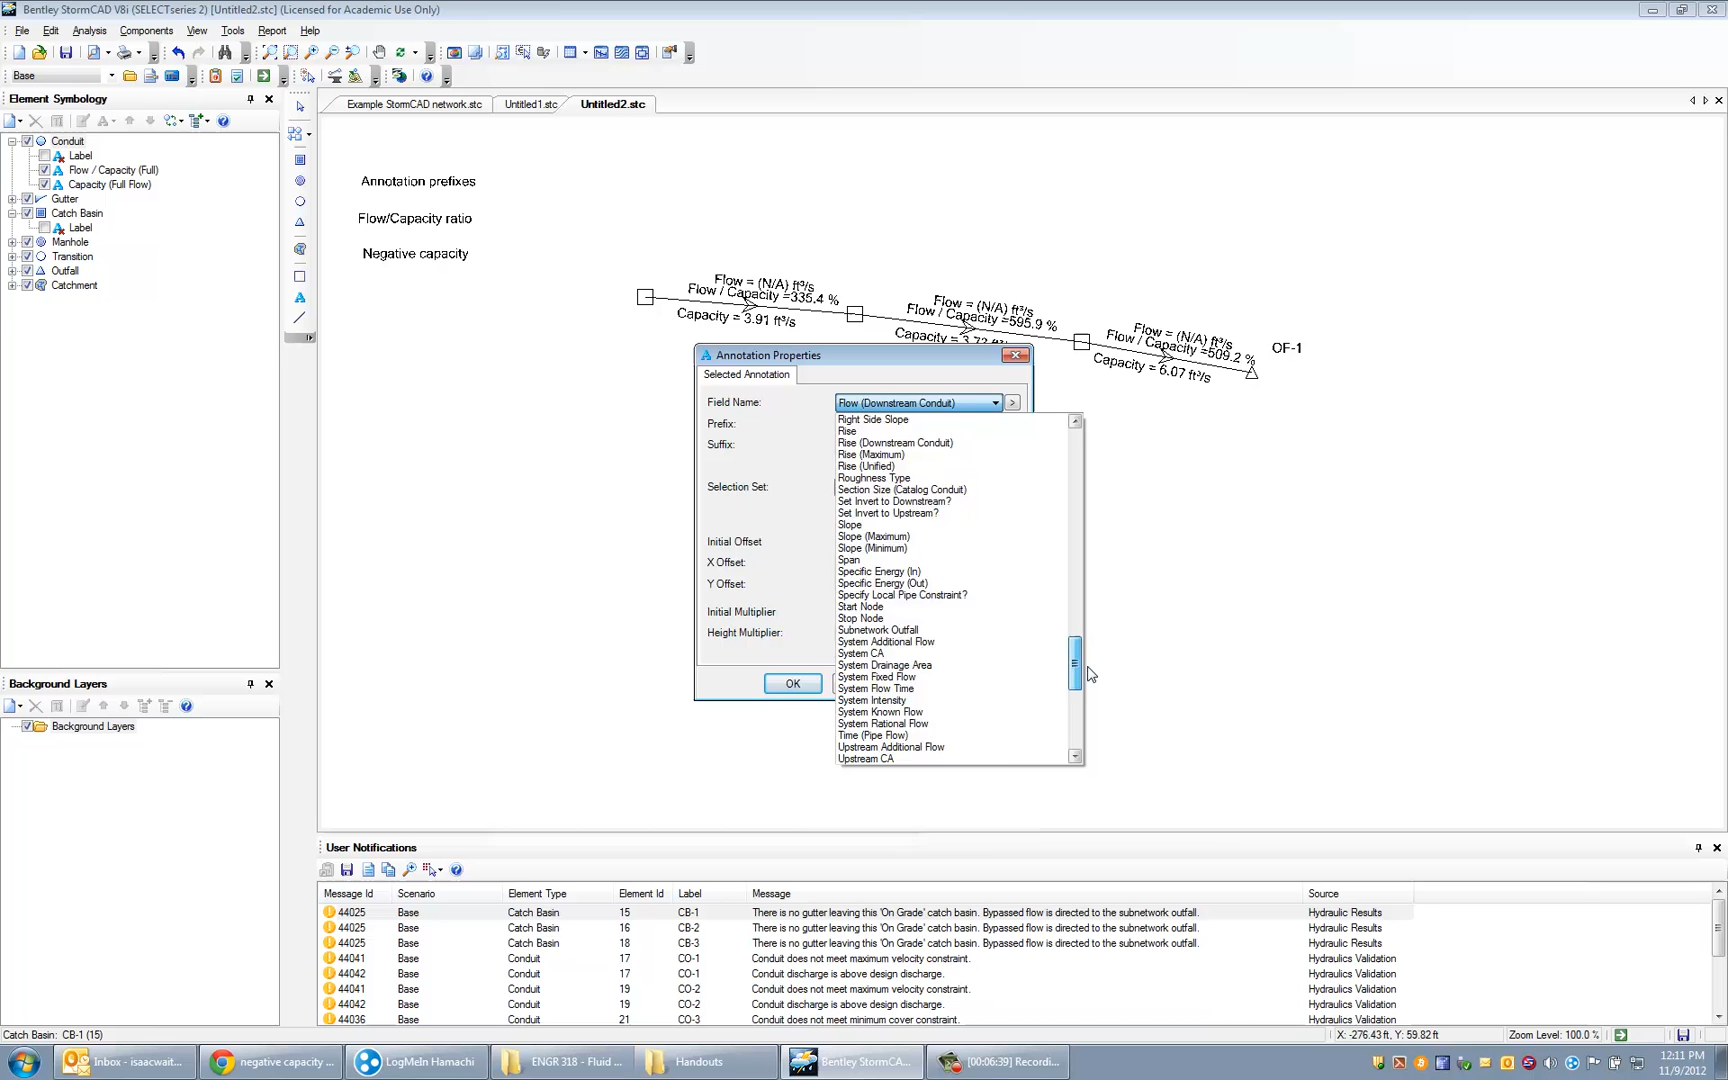 Bentley StormCAD V8i (SELECTseries 2) [Untitled2.stc] (Licensed for Academic Use Only)
File Edit Analysis Components View Tools Report Help
Base
Element Symbology
Example StormCAD network.stc Untitled1.stc Untitled2.stc
Conduit
Label
Flow / Capacity (Full)
Capacity (Full Flow)
Gutter
Catch Basin
Label
Manhole
Transition
Outfall
Catchment
Annotation prefixes
Flow/Capacity ratio
Negative capacity
Flow = (N/A) ft³/s
Flow / Capacity =335.4 %
Capacity = 3.91 ft³/s
Flow = (N/A) ft³/s
Flow / Capacity =595.9 %
Flow = (N/A) ft³/s
Flow / Capacity =509.2 %
Capacity = 6.07 ft³/s
OF-1
Annotation Properties
Selected Annotation
Field Name: Flow (Downstream Conduit) >
Prefix:
Suffix:
Selection Set:
Initial Offset
X Offset:
Y Offset:
Initial Multiplier
Height Multiplier:
OK
Right Side Slope
Rise
Rise (Downstream Conduit)
Rise (Maximum)
Rise (Unified)
Roughness Type
Section Size (Catalog Conduit)
Set Invert to Downstream?
Set Invert to Upstream?
Slope
Slope (Maximum)
Slope (Minimum)
Span
Specific Energy (In)
Specific Energy (Out)
Specify Local Pipe Constraint?
Start Node
Stop Node
Subnetwork Outfall
System Additional Flow
System CA
System Drainage Area
System Fixed Flow
System Flow Time
System Intensity
System Known Flow
System Rational Flow
Time (Pipe Flow)
Upstream Additional Flow
Upstream CA
Background Layers
Background Layers
User Notifications
Message Id Scenario Element Type Element Id Label Message Source
44025 Base Catch Basin 15 CB-1 There is no gutter leaving this 'On Grade' catch basin. Bypassed flow is directed to the subnetwork outfall. Hydraulic Results
44025 Base Catch Basin 16 CB-2 There is no gutter leaving this 'On Grade' catch basin. Bypassed flow is directed to the subnetwork outfall. Hydraulic Results
44025 Base Catch Basin 18 CB-3 There is no gutter leaving this 'On Grade' catch basin. Bypassed flow is directed to the subnetwork outfall. Hydraulic Results
44041 Base Conduit 17 CO-1 Conduit does not meet maximum velocity constraint. Hydraulics Validation
44042 Base Conduit 17 CO-1 Conduit discharge is above design discharge. Hydraulics Validation
44041 Base Conduit 19 CO-2 Conduit does not meet maximum velocity constraint. Hydraulics Validation
44042 Base Conduit 19 CO-2 Conduit discharge is above design discharge. Hydraulics Validation
44036 Base Conduit 21 CO-3 Conduit does not meet minimum cover constraint. Hydraulics Validation
Catch Basin: CB-1 (15) X: -276.43 ft, Y: 59.82 ft Zoom Level: 100.0 %
Inbox - isaacwait... negative capacity ... LogMeIn Hamachi ENGR 318 - Fluid ... Handouts Bentley StormCA... [00:06:39] Recordi...
12:11 PM
11/9/2012